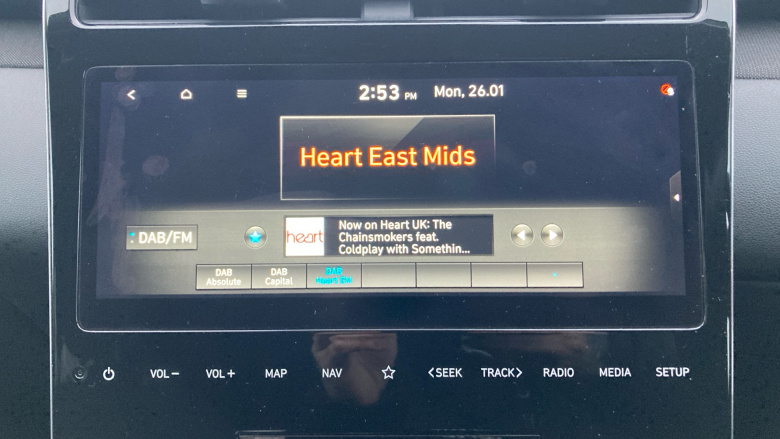 2:53 PM Mon, 26.01
Heart East Mids
DAB/FM
heart
Now on Heart UK: The
Chainsmokers feat.
Coldplay with Somethin...
DAB
Absolute
DAB
Capital
DAB
Heart EM
VOL− VOL+ MAP NAV <SEEK TRACK> RADIO MEDIA SETUP